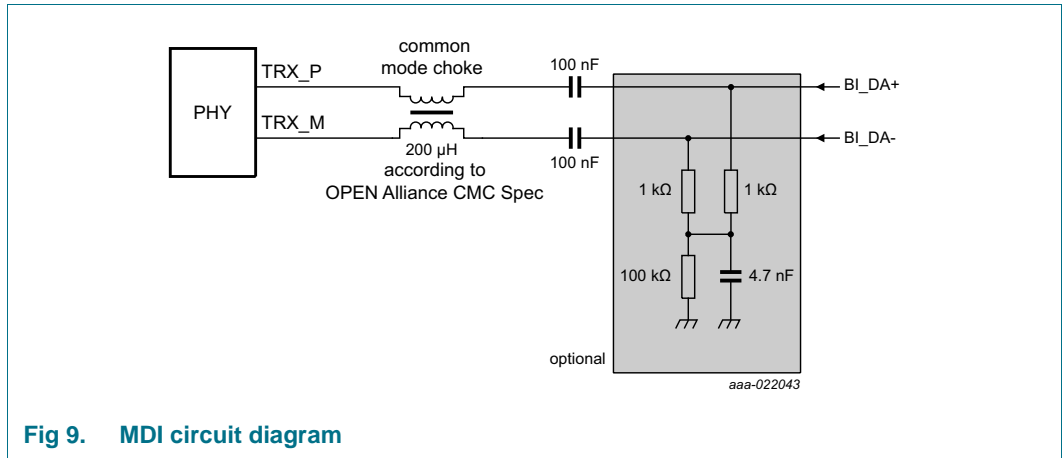 common
mode choke
100 nF
TRX_P
BI_DA+
PHY
TRX_M
BI_DA-
200 µH
100 nF
according to
OPEN Alliance CMC Spec
1 kΩ
1 kΩ
100 kΩ
4.7 nF
optional
aaa-022043
Fig 9. MDI circuit diagram